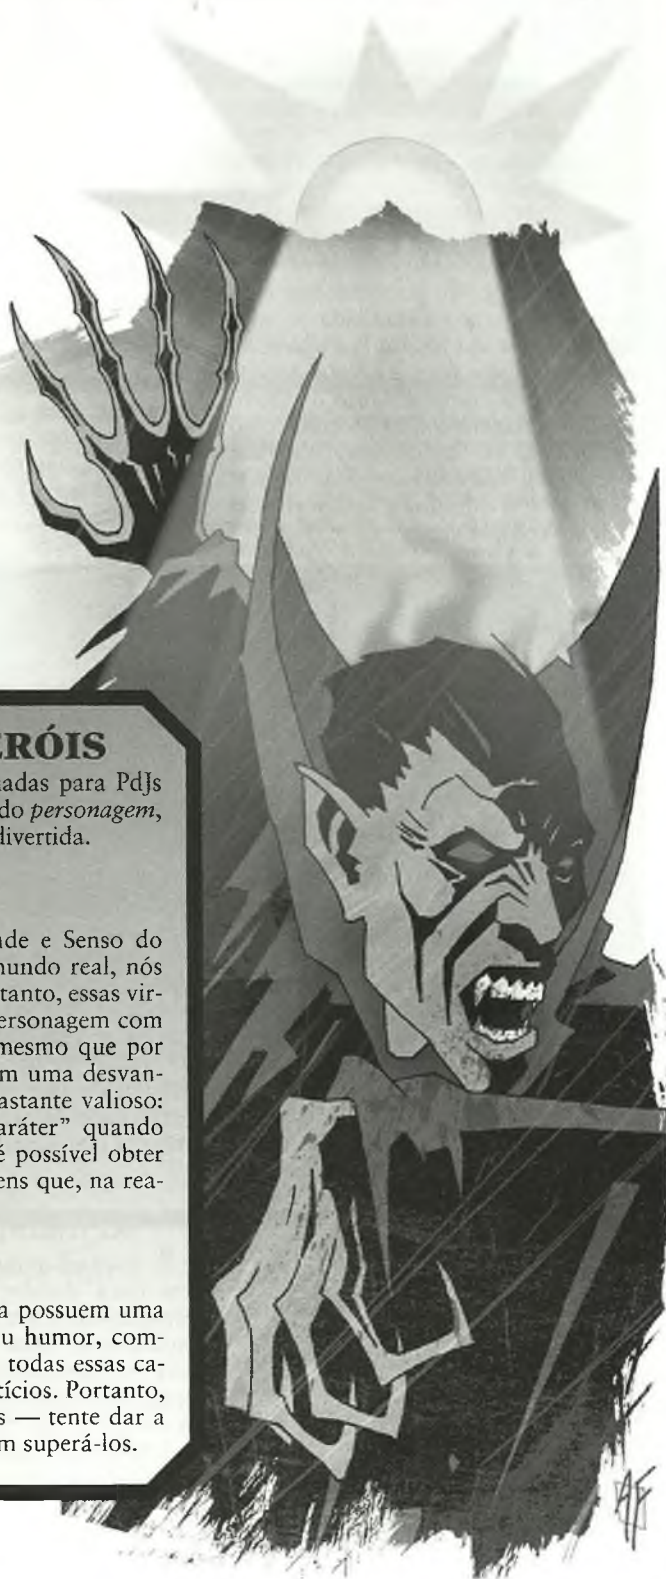 ERÓIS
adas para PdJs
do personagem,
divertida.
de e Senso do
mundo real, nós
tanto, essas vir-
ersonagem com
mesmo que por
m uma desvan-
astante valioso:
aráter” quando
é possível obter
ens que, na rea-
a possuem uma
u humor, com-
todas essas ca-
tícios. Portanto,
s — tente dar a
m superá-los.